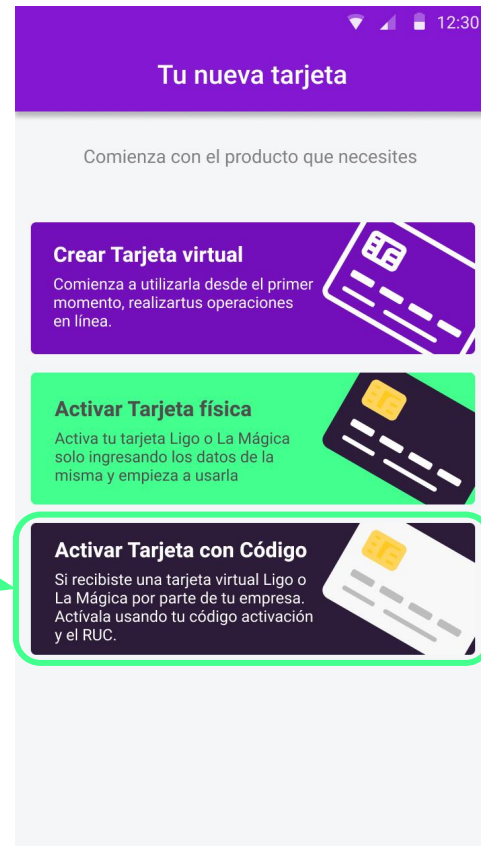 12:30
Tu nueva tarjeta
Comienza con el producto que necesites
Crear Tarjeta virtual
Comienza a utilizarla desde el primer
momento, realizartus operaciones
en línea.
Activar Tarjeta física
Activa tu tarjeta Ligo o La Mágica
solo ingresando los datos de la
misma y empieza a usarla
Activar Tarjeta con Código
Si recibiste una tarjeta virtual Ligo o
La Mágica por parte de tu empresa.
Actívala usando tu código activación
y el RUC.